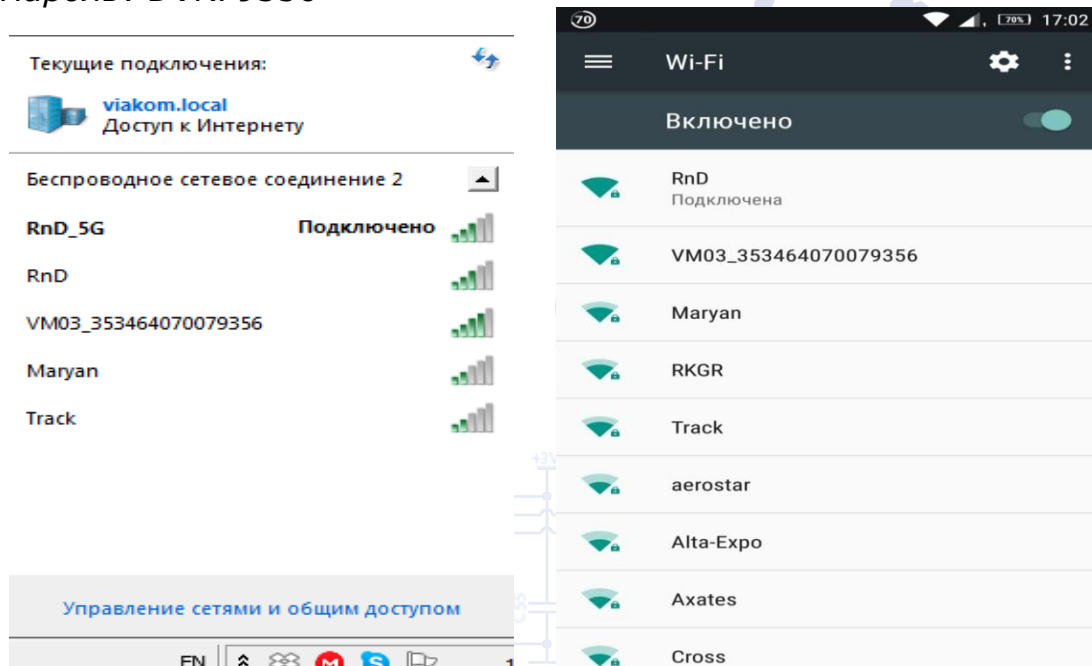 Текущие подключения:
viakom.local
Доступ к Интернету
Беспроводное сетевое соединение 2
RnD_5G Подключено
RnD
VM03_353464070079356
Maryan
Track
Управление сетями и общим доступом
EN
70 70% 17:02
Wi-Fi
Включено
RnD
Подключена
VM03_353464070079356
Maryan
RKGR
Track
aerostar
Alta-Expo
Axates
Cross